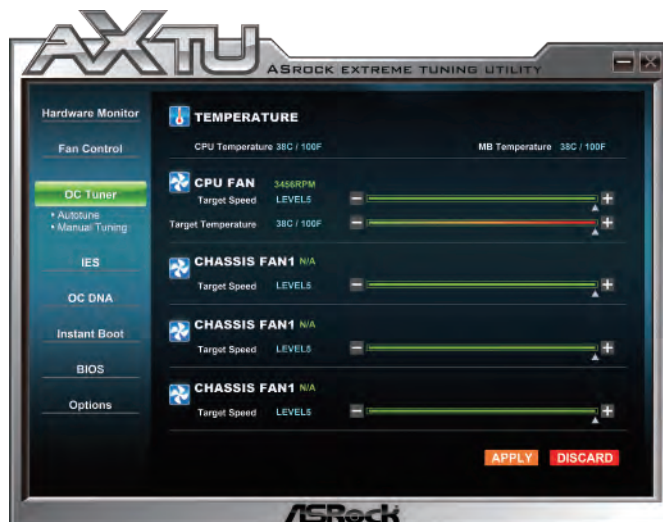 AXTU
ASROCK EXTREME TUNING UTILITY
Hardware Monitor
Fan Control
OC Tuner
• Autotune
• Manual Tuning
IES
OC DNA
Instant Boot
BIOS
Options
TEMPERATURE
CPU Temperature 38C / 100F
MB Temperature 38C / 100F
CPU FAN 3456RPM
Target Speed LEVEL5
Target Temperature 38C / 100F
CHASSIS FAN1 N/A
Target Speed LEVEL5
CHASSIS FAN1 N/A
Target Speed LEVEL5
CHASSIS FAN1 N/A
Target Speed LEVEL5
APPLY DISCARD
ASRock